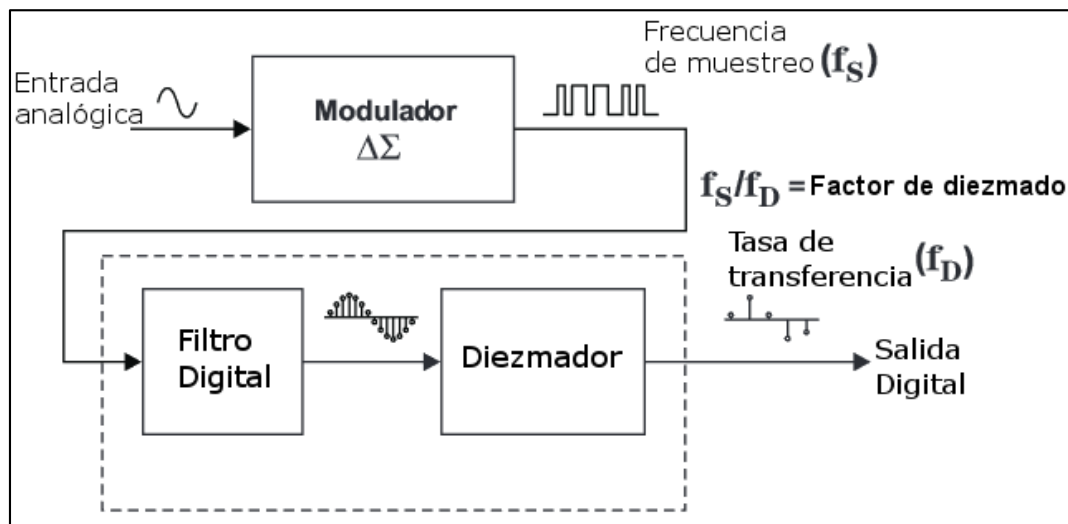 Entrada
analógica
Modulador
ΔΣ
Frecuencia
de muestreo (fS)
fS/fD = Factor de diezmado
Tasa de
transferencia (fD)
Filtro
Digital
Diezmador
Salida
Digital